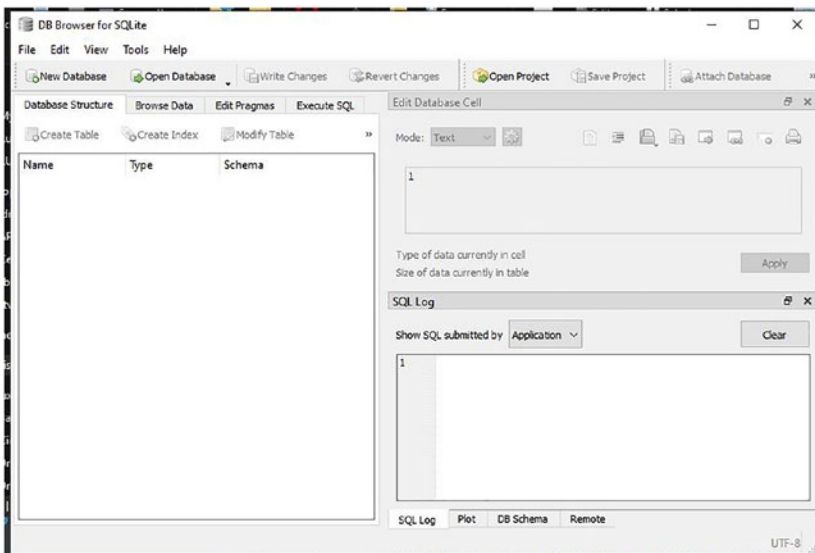 DB Browser for SQLite
File Edit View Tools Help
New Database Open Database Write Changes Revert Changes Open Project Save Project Attach Database »
Database Structure Browse Data Edit Pragmas Execute SQL
Create Table Create Index Modify Table »
Name Type Schema
Edit Database Cell
Mode: Text
1
Type of data currently in cell
Size of data currently in table
Apply
SQL Log
Show SQL submitted by Application
Clear
1
SQL Log Plot DB Schema Remote
UTF-8